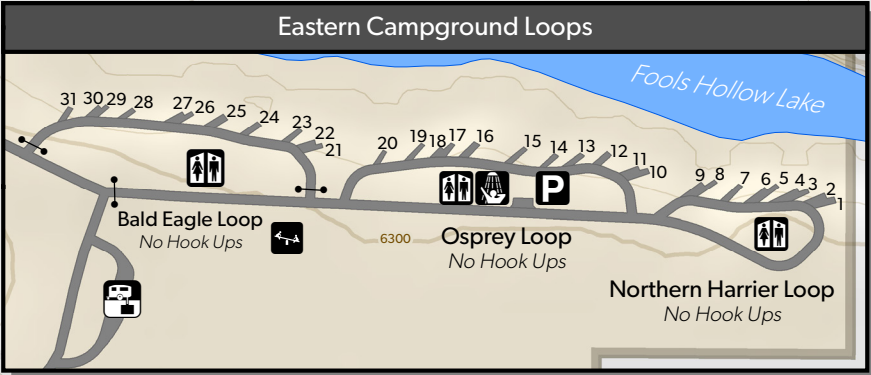 Eastern Campground Loops
Fools Hollow Lake
31 30 29 28 27 26 25 24 23 22 21
20 19 18 17 16 15 14 13 12 11 10
9 8 7 6 5 4 3 2 1
P
Bald Eagle Loop
No Hook Ups
6300
Osprey Loop
No Hook Ups
Northern Harrier Loop
No Hook Ups